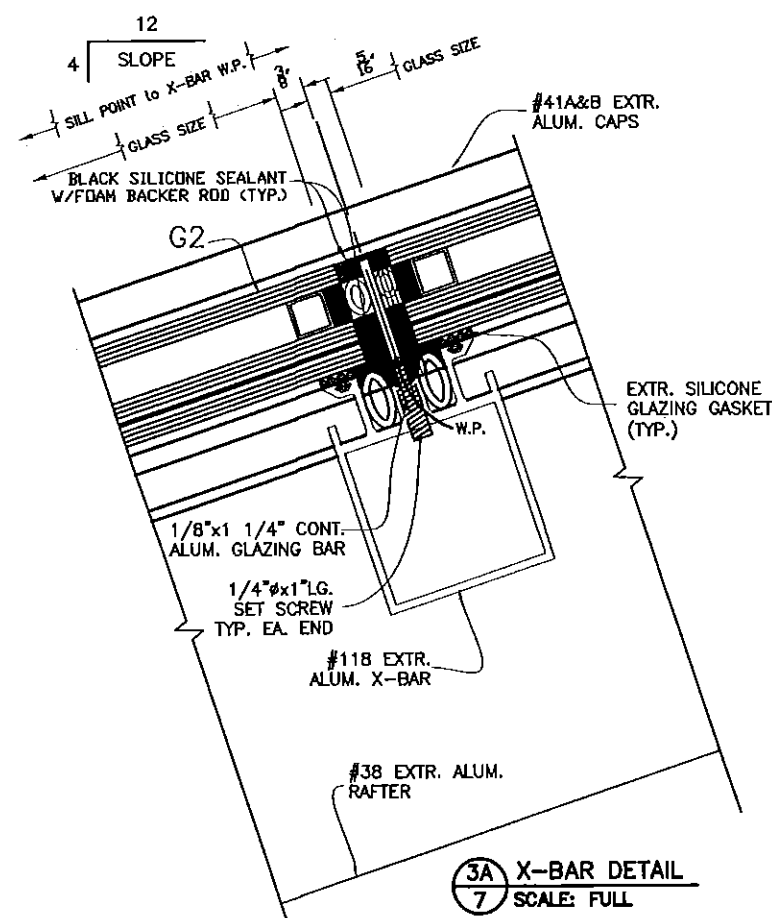 12
4
SLOPE
SILL POINT to X-BAR W.P.
3/8"
5/16"
GLASS SIZE
GLASS SIZE
#41A&B EXTR.
ALUM. CAPS
BLACK SILICONE SEALANT
W/FOAM BACKER ROD (TYP.)
G2
EXTR. SILICONE
GLAZING GASKET
(TYP.)
W.P.
1/8"x1 1/4" CONT.
ALUM. GLAZING BAR
1/4"øx1"LG.
SET SCREW
TYP. EA. END
#118 EXTR.
ALUM. X-BAR
#38 EXTR. ALUM.
RAFTER
3A
7
X-BAR DETAIL
SCALE: FULL